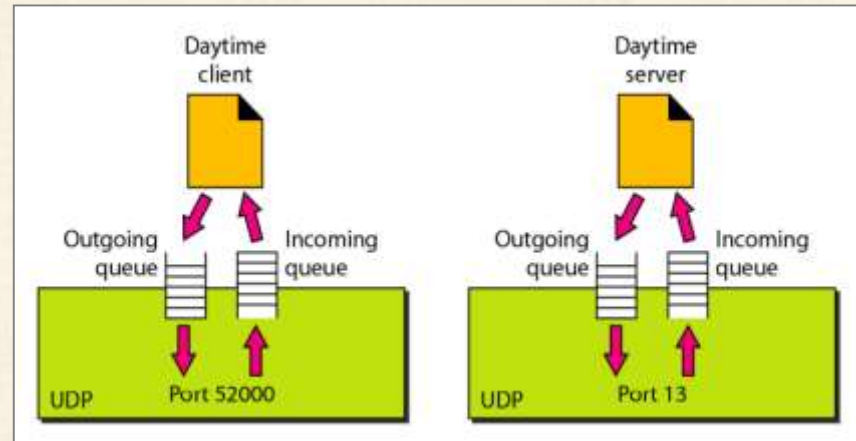 Daytime
client
Outgoing
queue
Incoming
queue
UDP
Port 52000
Daytime
server
Outgoing
queue
Incoming
queue
UDP
Port 13